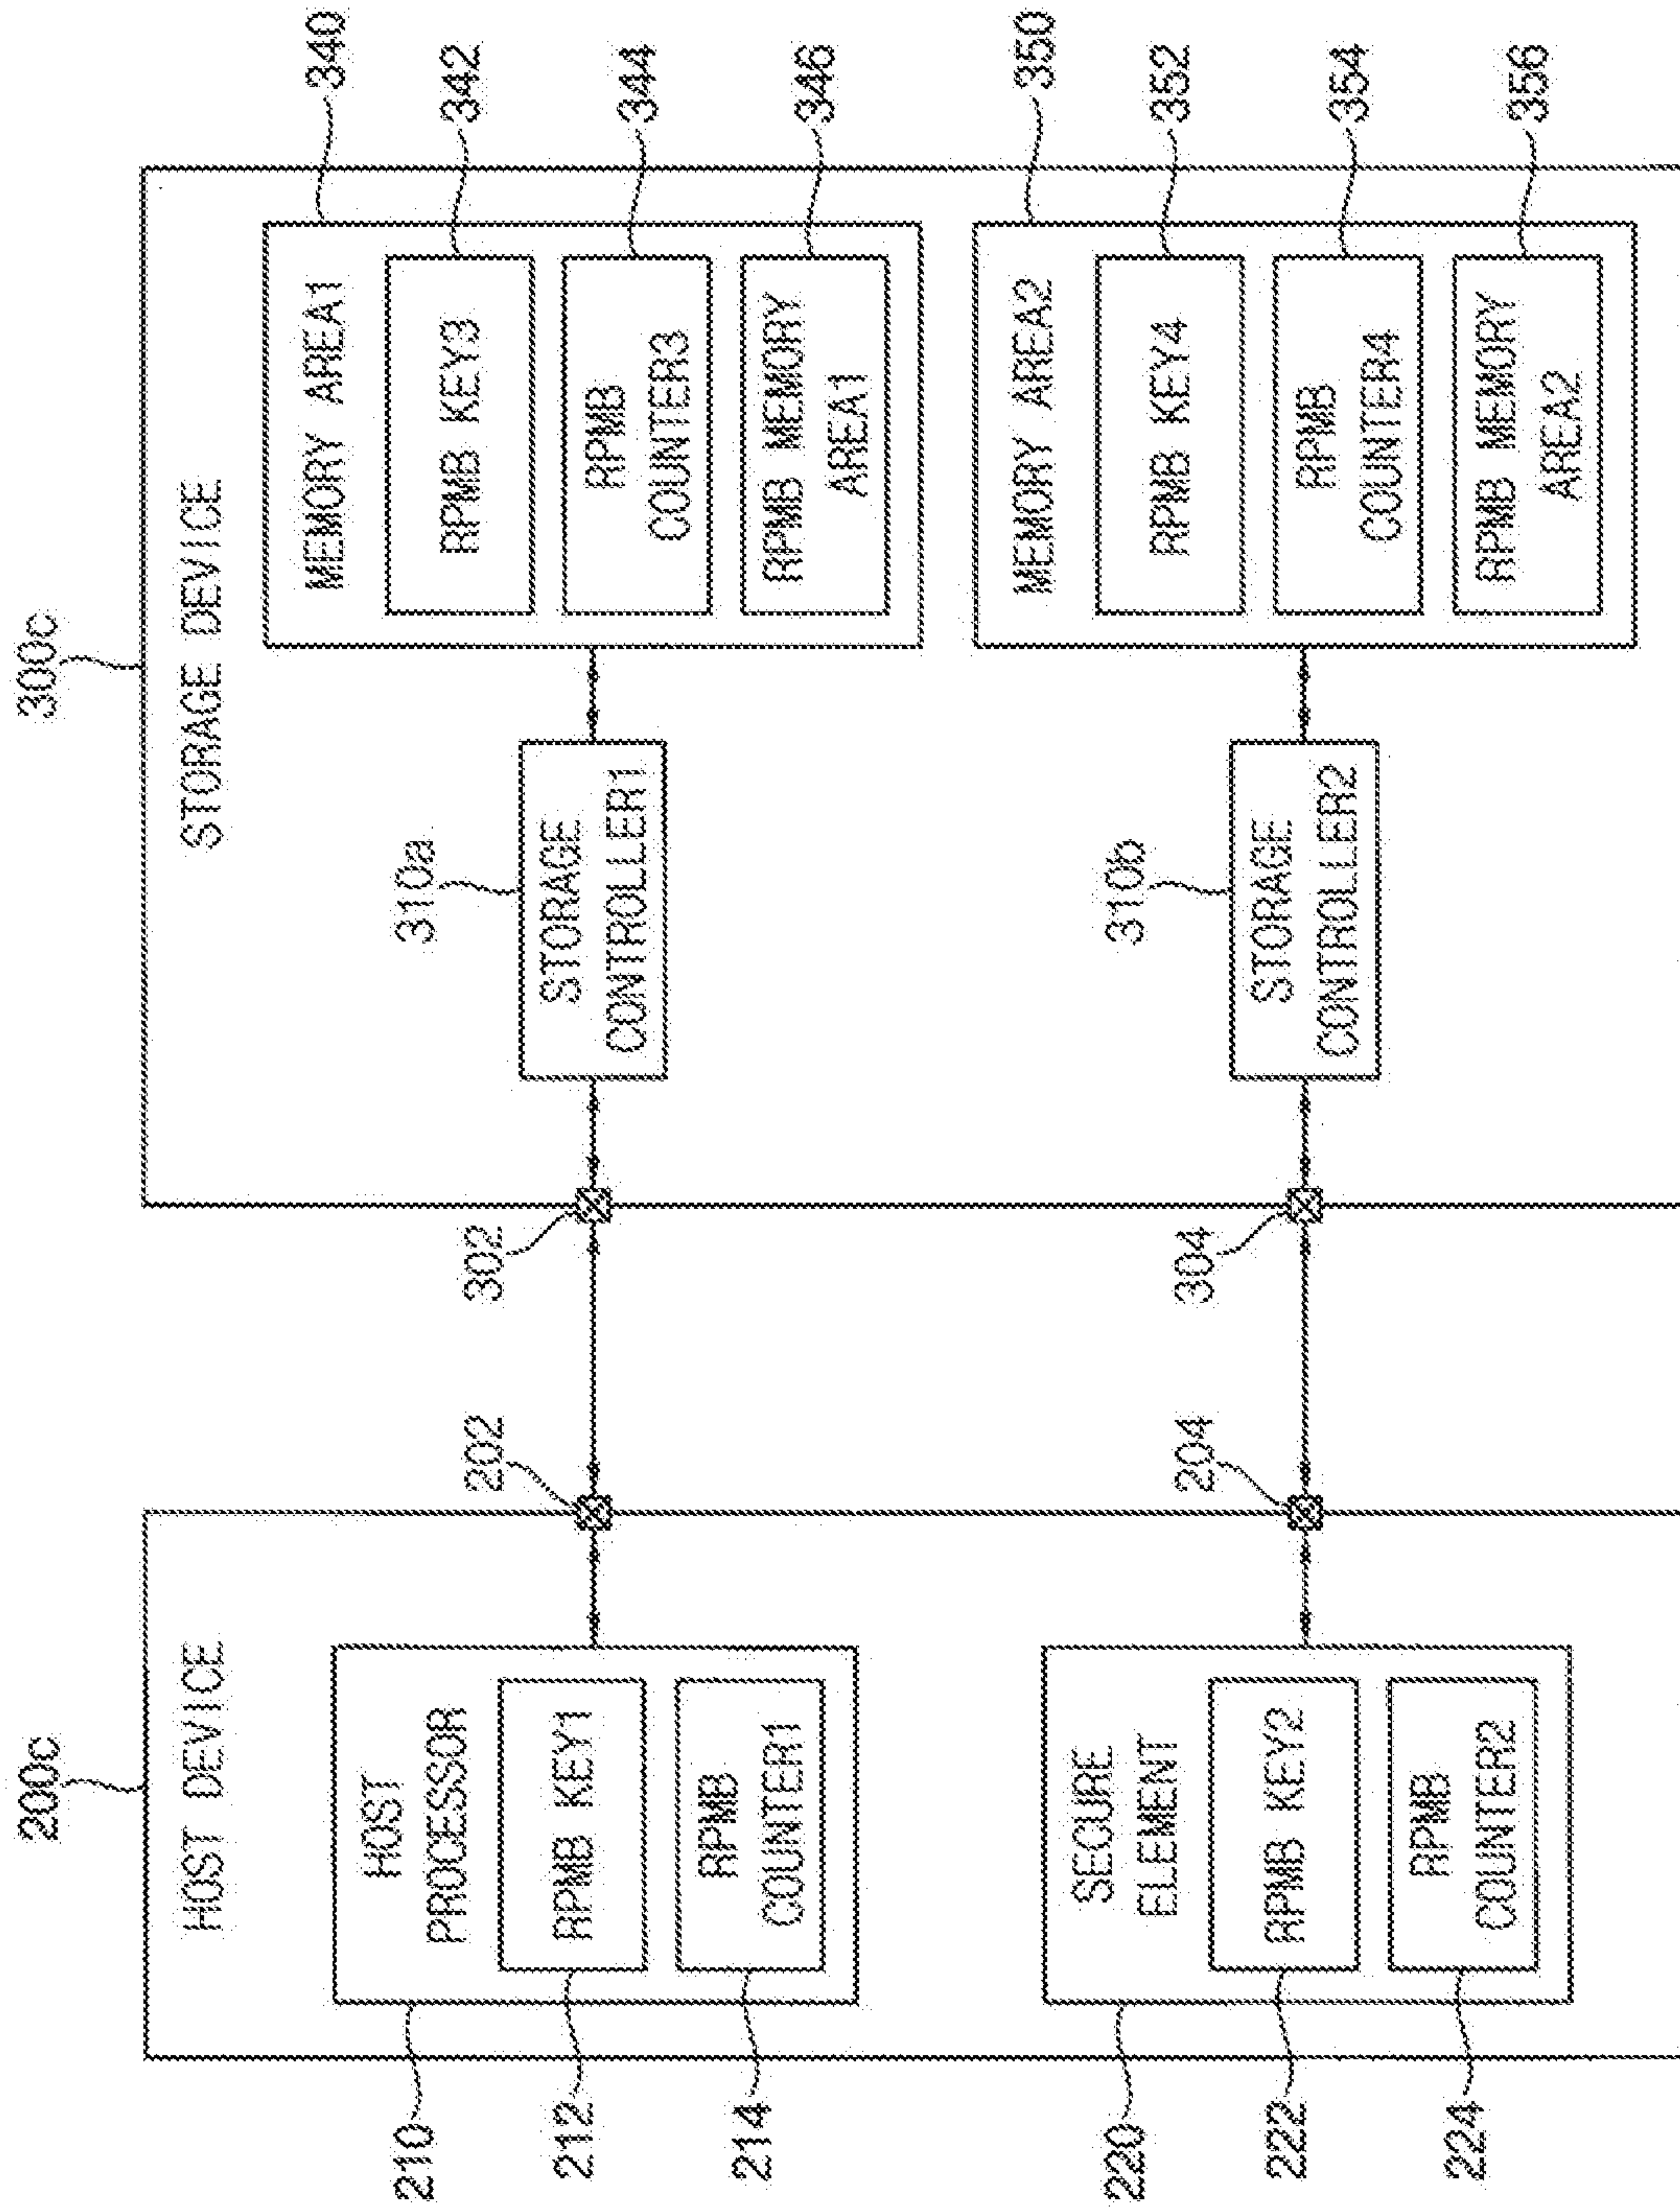 200c
HOST DEVICE
210
HOST
PROCESSOR
212
RPMB KEY1
214
RPMB
COUNTER1
220
SECURE
ELEMENT
222
RPMB KEY2
224
RPMB
COUNTER2
202
204
302
304
300c
STORAGE DEVICE
310a
STORAGE
CONTROLLER1
310b
STORAGE
CONTROLLER2
340
MEMORY AREA1
342
RPMB KEY3
344
RPMB
COUNTER3
346
RPMB MEMORY
AREA1
350
MEMORY AREA2
352
RPMB KEY4
354
RPMB
COUNTER4
356
RPMB MEMORY
AREA2